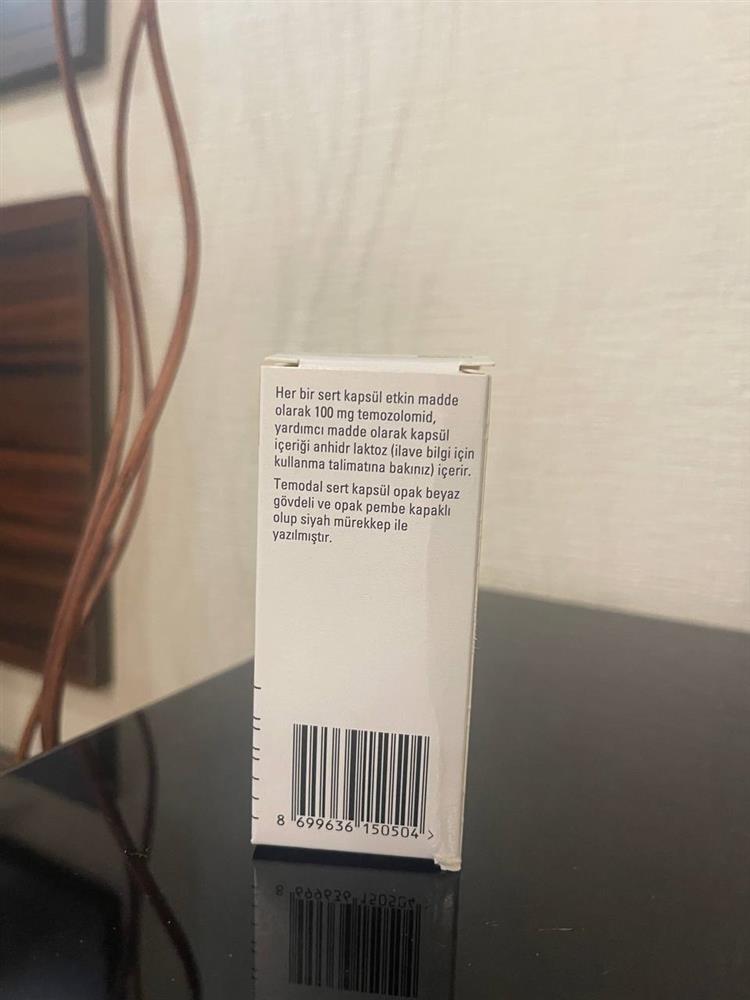 Her bir sert kapsül etkin madde
olarak 100 mg temozolomid,
yardımcı madde olarak kapsül
içeriği anhidr laktoz (ilave bilgi için
kullanma talimatına bakınız) içerir.
Temodal sert kapsül opak beyaz
gövdeli ve opak pembe kapaklı
olup siyah mürekkep ile
yazılmıştır.
8 699636 150504 >